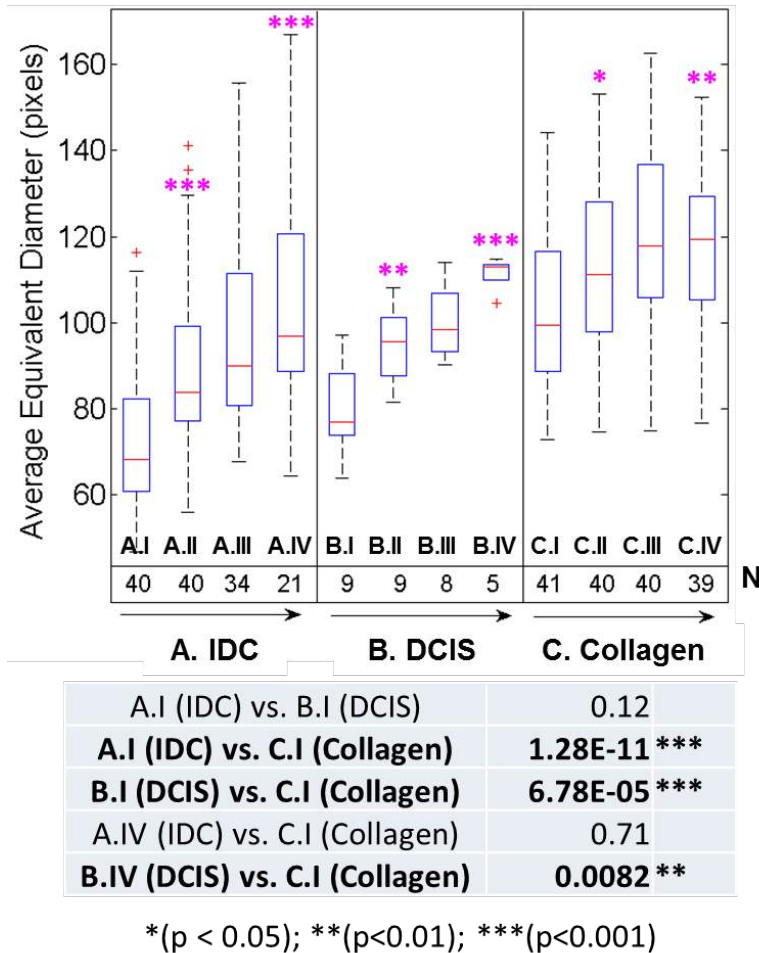 Average Equivalent Diameter (pixels)
160
140
120
100
80
60
***
***
**
***
*
**
A.I A.II A.III A.IV B.I B.II B.III B.IV C.I C.II C.III C.IV
40 40 34 21 9 9 8 5 41 40 40 39 N
A. IDC B. DCIS C. Collagen
A.I (IDC) vs. B.I (DCIS) 0.12
A.I (IDC) vs. C.I (Collagen) 1.28E-11 ***
B.I (DCIS) vs. C.I (Collagen) 6.78E-05 ***
A.IV (IDC) vs. C.I (Collagen) 0.71
B.IV (DCIS) vs. C.I (Collagen) 0.0082 **
*(p < 0.05); **(p<0.01); ***(p<0.001)